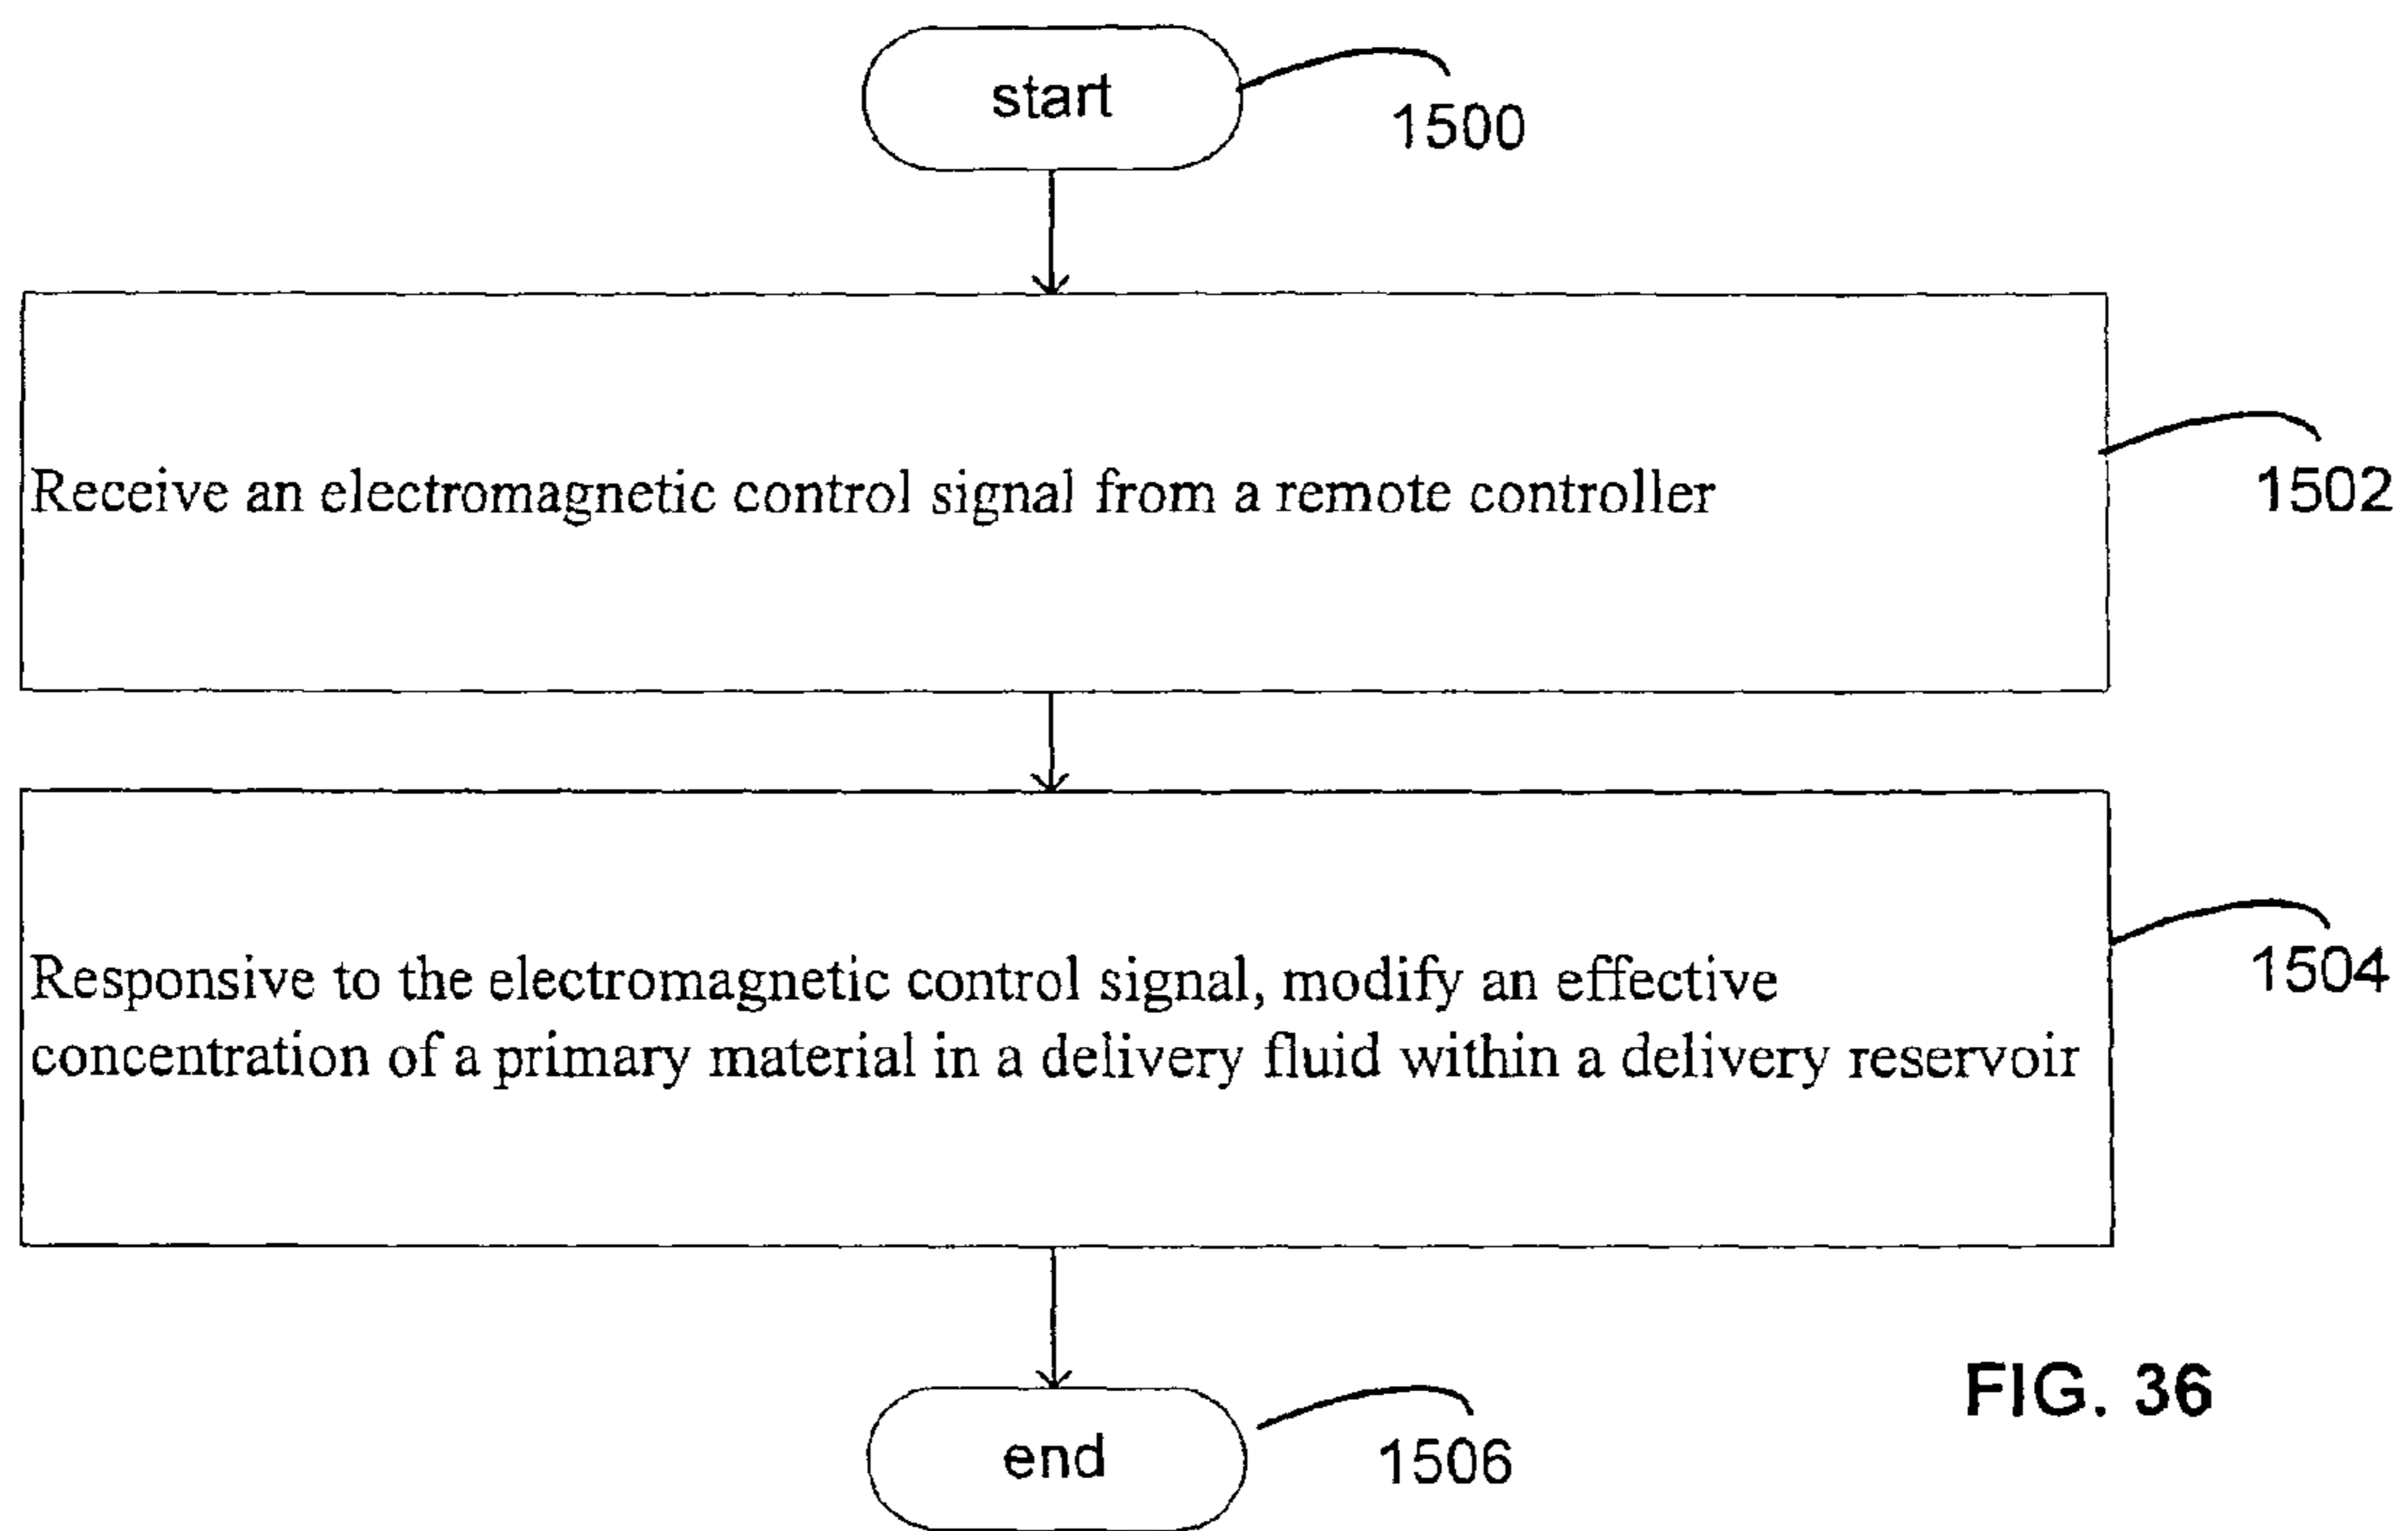 start
1500
Receive an electromagnetic control signal from a remote controller
1502
Responsive to the electromagnetic control signal, modify an effective
concentration of a primary material in a delivery fluid within a delivery reservoir
1504
end
1506
FIG. 36